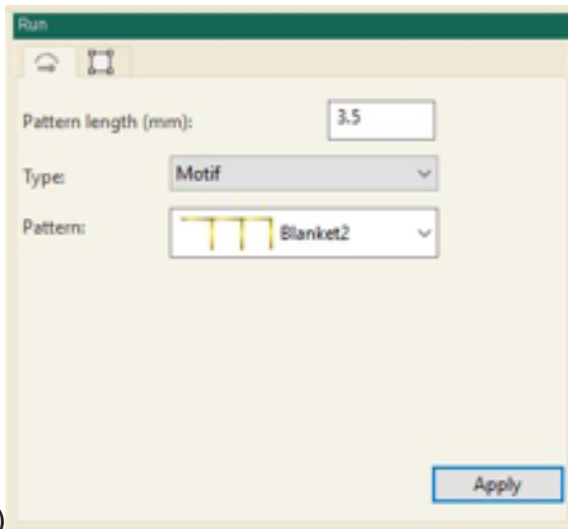 Run
Pattern length (mm): 3.5
Type: Motif
Pattern: Blanket2
Apply
)